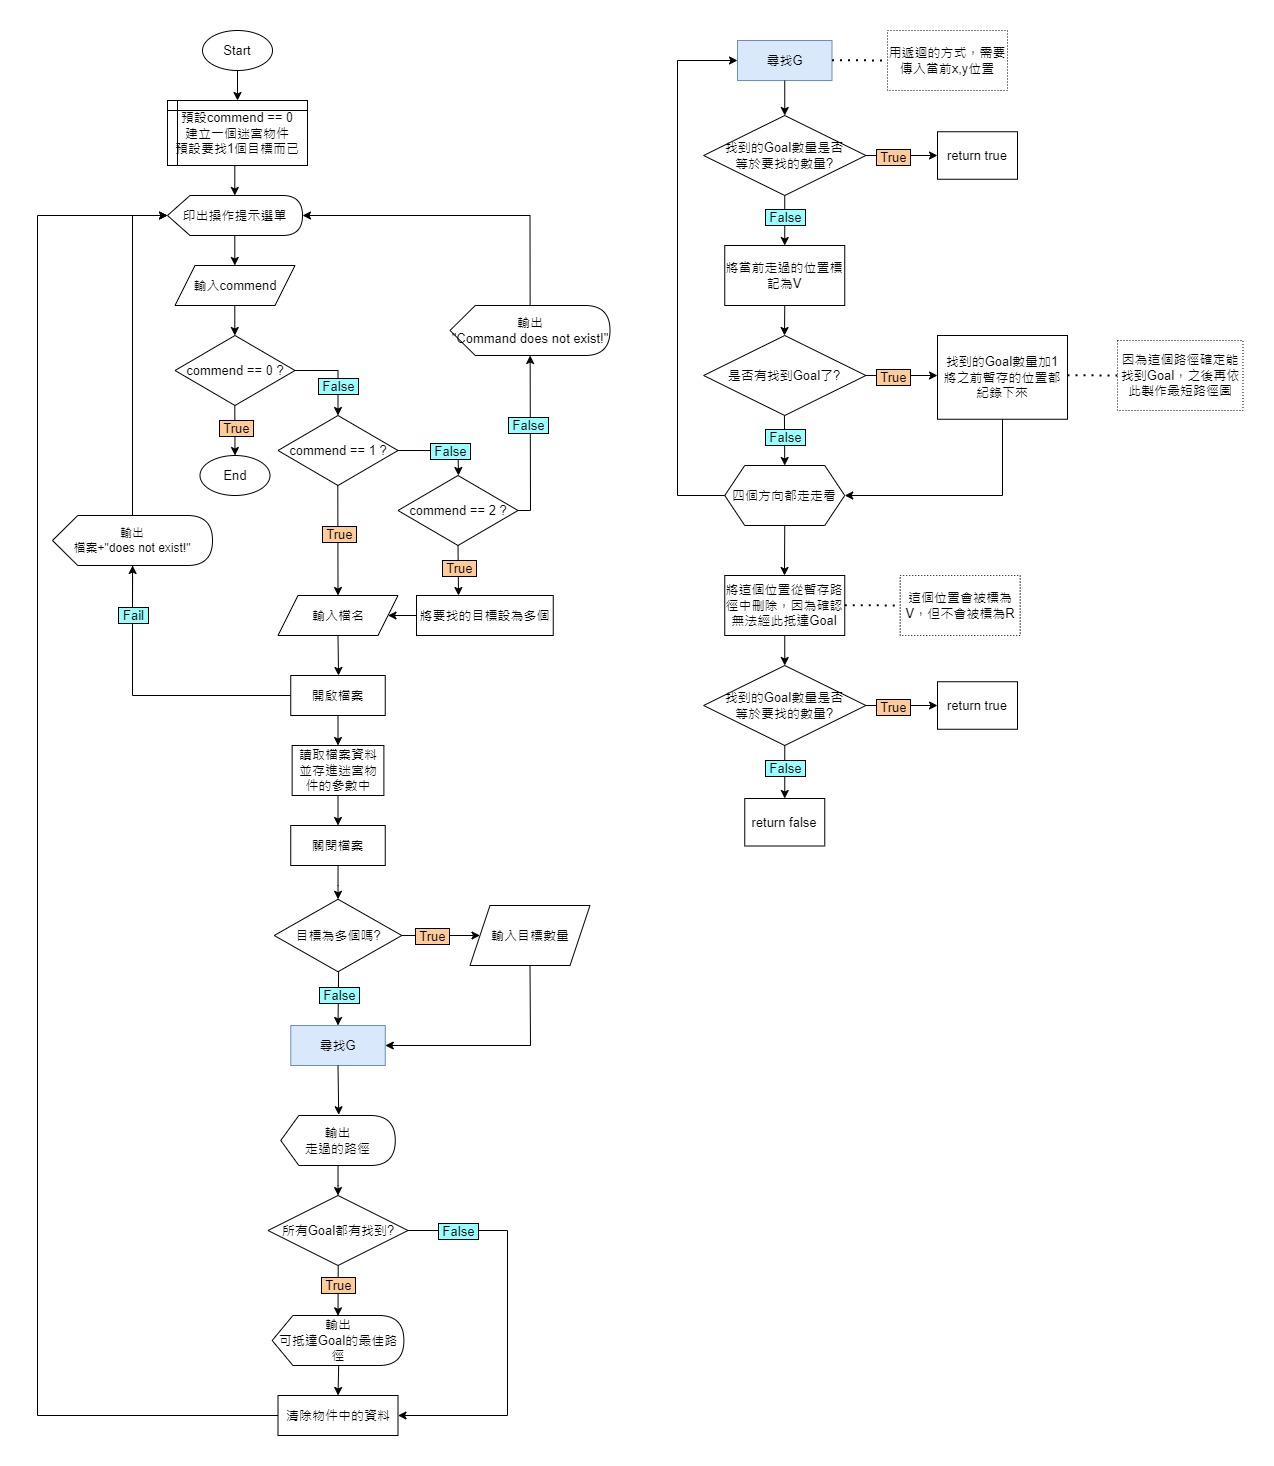 Start
預設commend == 0
建立一個迷宮物件
預設要找1個目標而已
印出操作提示選單
輸入commend
commend == 0 ?
False
True
End
commend == 1 ?
False
True
commend == 2 ?
False
True
輸出
"Command does not exist!"
將要找的目標設為多個
輸入檔名
輸出
檔案+"does not exist!"
Fail
開啟檔案
讀取檔案資料
並存進迷宮物
件的參數中
關閉檔案
目標為多個嗎?
True
輸入目標數量
False
尋找G
輸出
走過的路徑
所有Goal都有找到?
False
True
輸出
可抵達Goal的最佳路
徑
清除物件中的資料
尋找G
用遞迴的方式，需要
傳入當前x,y位置
找到的Goal數量是否
等於要找的數量?
True
return true
False
將當前走過的位置標
記為V
是否有找到Goal了?
True
找到的Goal數量加1
將之前暫存的位置都
紀錄下來
因為這個路徑確定能
找到Goal，之後再依
此製作最短路徑圖
False
四個方向都走走看
將這個位置從暫存路
徑中刪除，因為確認
無法經此抵達Goal
這個位置會被標為
V，但不會被標為R
找到的Goal數量是否
等於要找的數量?
True
return true
False
return false